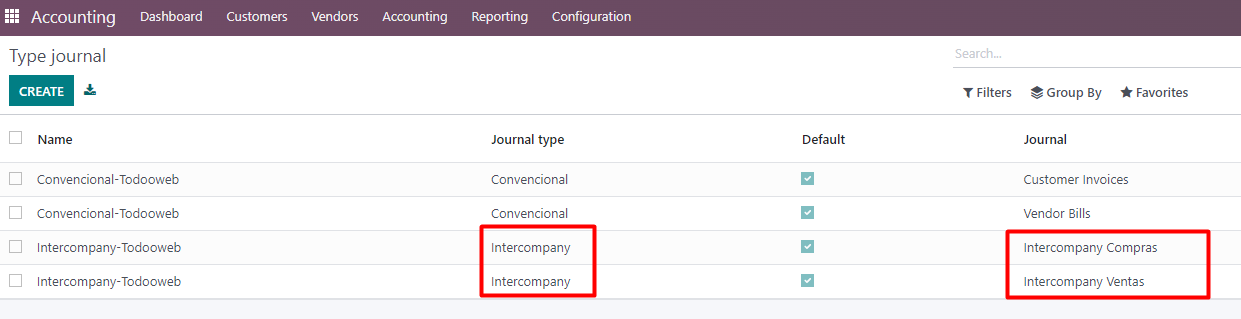 Accounting Dashboard Customers Vendors Accounting Reporting Configuration
Type journal Search...
CREATE Filters Group By Favorites
Name Journal type Default Journal
Convencional-Todooweb Convencional Customer Invoices
Convencional-Todooweb Convencional Vendor Bills
Intercompany-Todooweb Intercompany Intercompany Compras
Intercompany-Todooweb Intercompany Intercompany Ventas